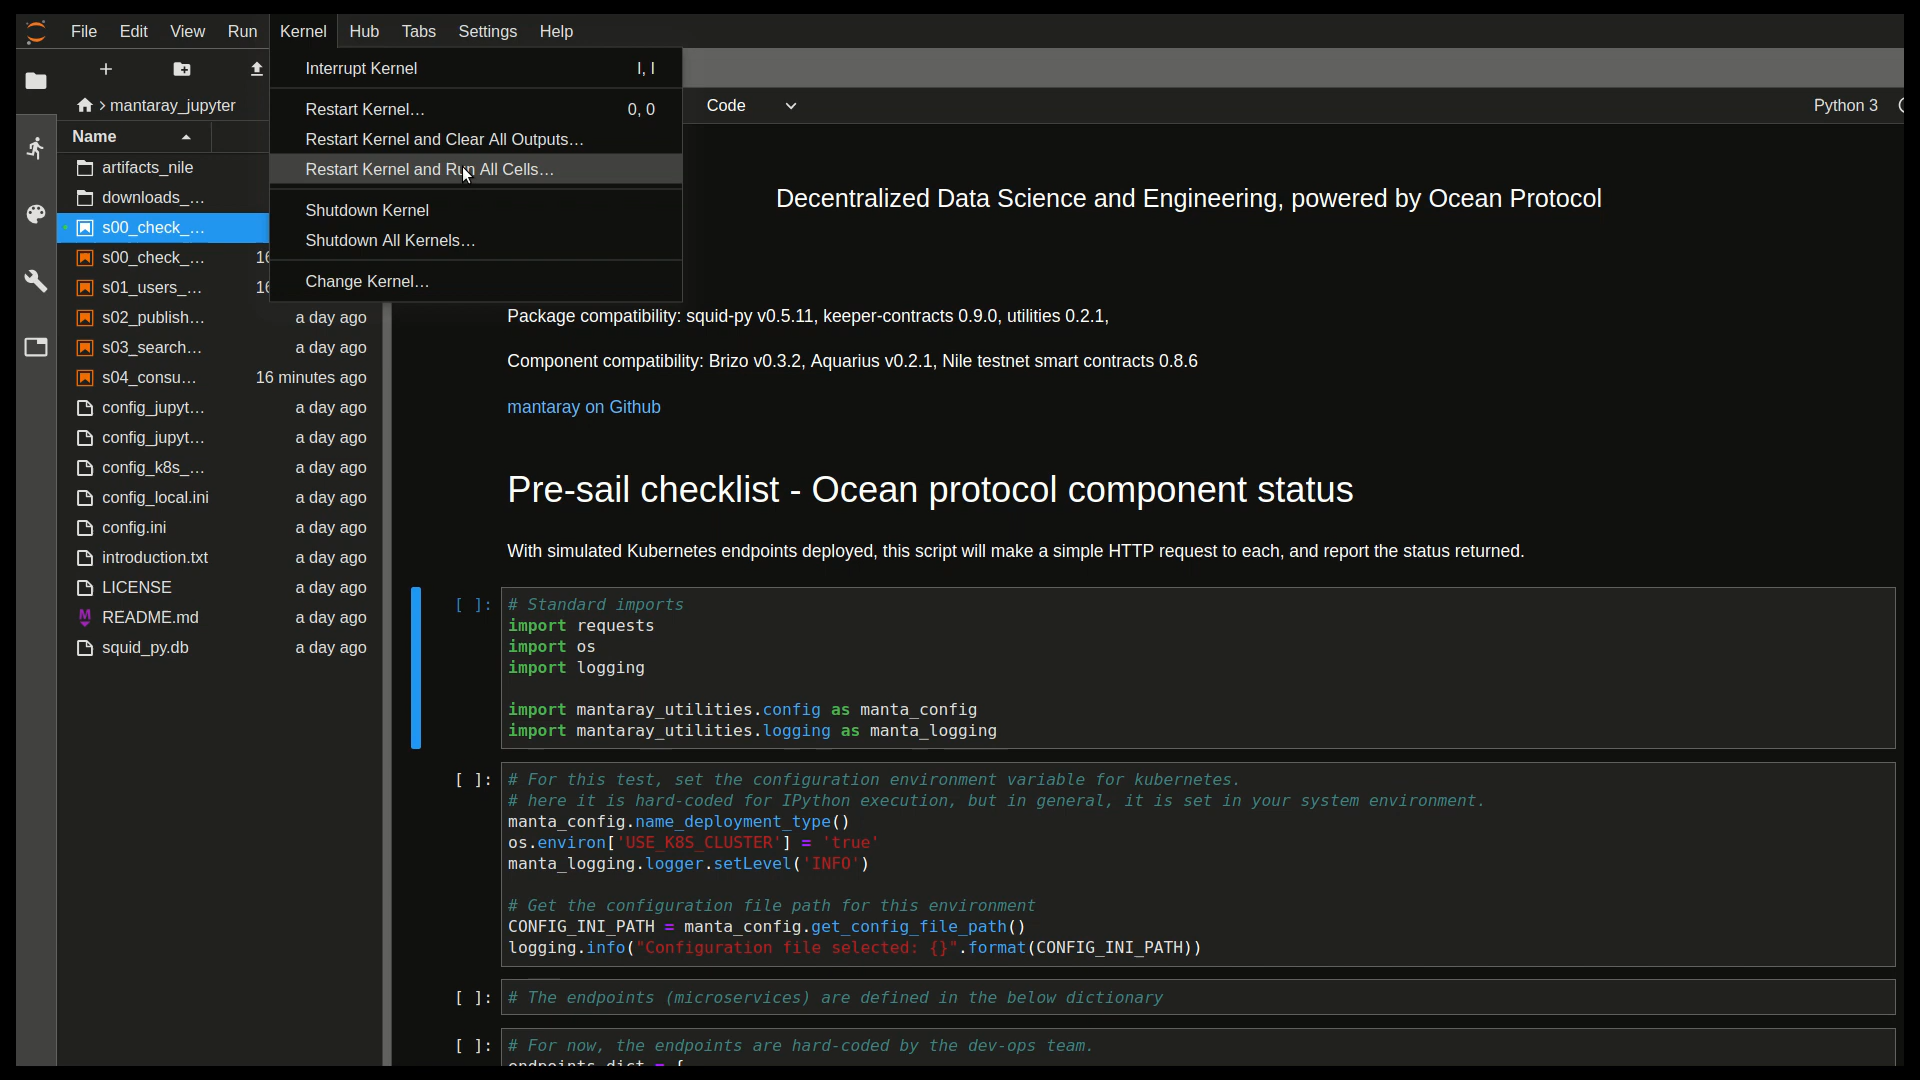 File Edit View Run Kernel Hub Tabs Settings Help
Interrupt Kernel I, I
Restart Kernel… 0, 0
Restart Kernel and Clear All Outputs…
Restart Kernel and Run All Cells…
Shutdown Kernel
Shutdown All Kernels…
Change Kernel…
mantaray_jupyter
Name
artifacts_nile
downloads_…
s00_check_…
s00_check_… 16
s01_users_… 16
s02_publish… a day ago
s03_search… a day ago
s04_consu… 16 minutes ago
config_jupyt… a day ago
config_jupyt… a day ago
config_k8s_… a day ago
config_local.ini a day ago
config.ini a day ago
introduction.txt a day ago
LICENSE a day ago
README.md a day ago
squid_py.db a day ago
Code Python 3
Decentralized Data Science and Engineering, powered by Ocean Protocol
Package compatibility: squid-py v0.5.11, keeper-contracts 0.9.0, utilities 0.2.1,
Component compatibility: Brizo v0.3.2, Aquarius v0.2.1, Nile testnet smart contracts 0.8.6
mantaray on Github
Pre-sail checklist - Ocean protocol component status
With simulated Kubernetes endpoints deployed, this script will make a simple HTTP request to each, and report the status returned.
[ ]: # Standard imports
import requests
import os
import logging
import mantaray_utilities.config as manta_config
import mantaray_utilities.logging as manta_logging
[ ]: # For this test, set the configuration environment variable for kubernetes.
# here it is hard-coded for IPython execution, but in general, it is set in your system environment.
manta_config.name_deployment_type()
os.environ['USE_K8S_CLUSTER'] = 'true'
manta_logging.logger.setLevel('INFO')
# Get the configuration file path for this environment
CONFIG_INI_PATH = manta_config.get_config_file_path()
logging.info("Configuration file selected: {}".format(CONFIG_INI_PATH))
[ ]: # The endpoints (microservices) are defined in the below dictionary
[ ]: # For now, the endpoints are hard-coded by the dev-ops team.
endpoints_dict = {